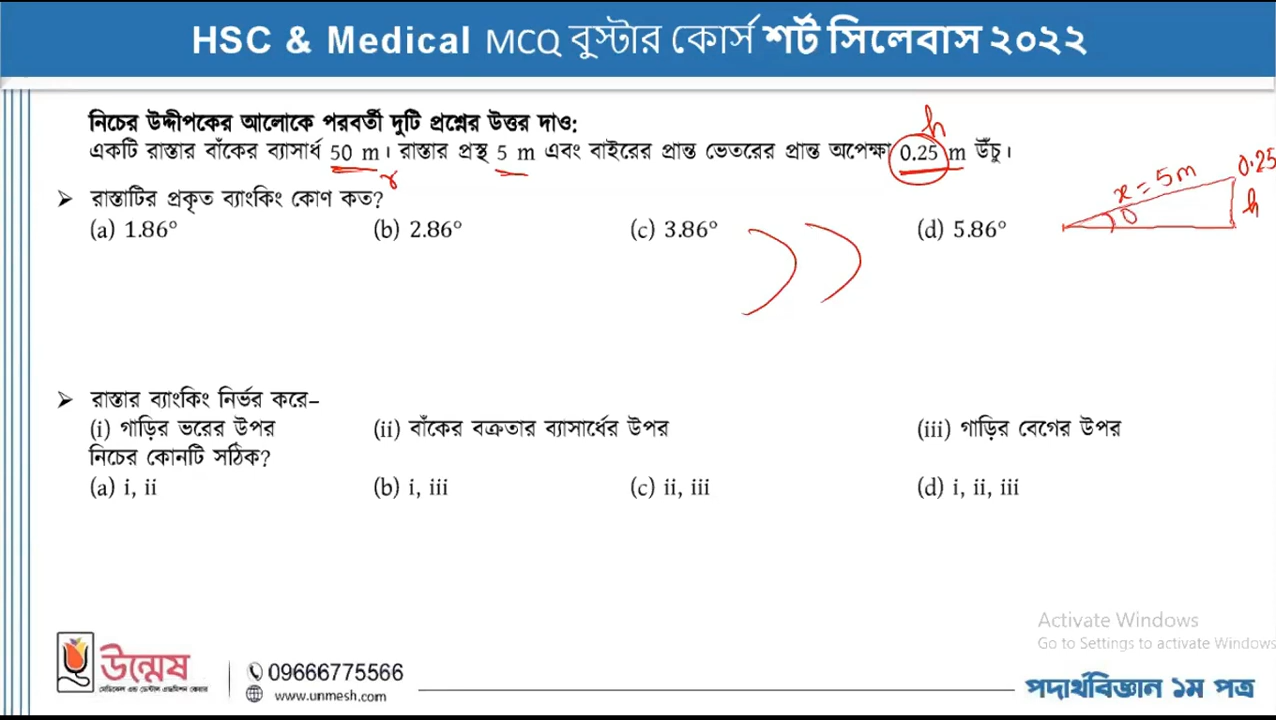 HSC & Medical MCQ বুস্টার কোর্স শর্ট সিলেবাস ২০২২
নিচের উদ্দীপকের আলোকে পরবর্তী দুটি প্রশ্নের উত্তর দাও:
h
একটি রাস্তার বাঁকের ব্যাসার্ধ 50 m। রাস্তার প্রস্থ 5 m এবং বাইরের প্রান্ত ভেতরের প্রান্ত অপেক্ষা 0.25 m উঁচু।
r
x = 5m
0.25
θ
h
➢ রাস্তাটির প্রকৃত ব্যাংকিং কোণ কত?
(a) 1.86° (b) 2.86° (c) 3.86° (d) 5.86°
➢ রাস্তার ব্যাংকিং নির্ভর করে–
(i) গাড়ির ভরের উপর (ii) বাঁকের বক্রতার ব্যাসার্ধের উপর (iii) গাড়ির বেগের উপর
নিচের কোনটি সঠিক?
(a) i, ii (b) i, iii (c) ii, iii (d) i, ii, iii
Activate Windows
Go to Settings to activate Windows
উন্মেষ
মেডিকেল এন্ড ডেন্টাল এডমিশন কেয়ার
09666775566
www.unmesh.com
পদার্থবিজ্ঞান ১ম পত্র